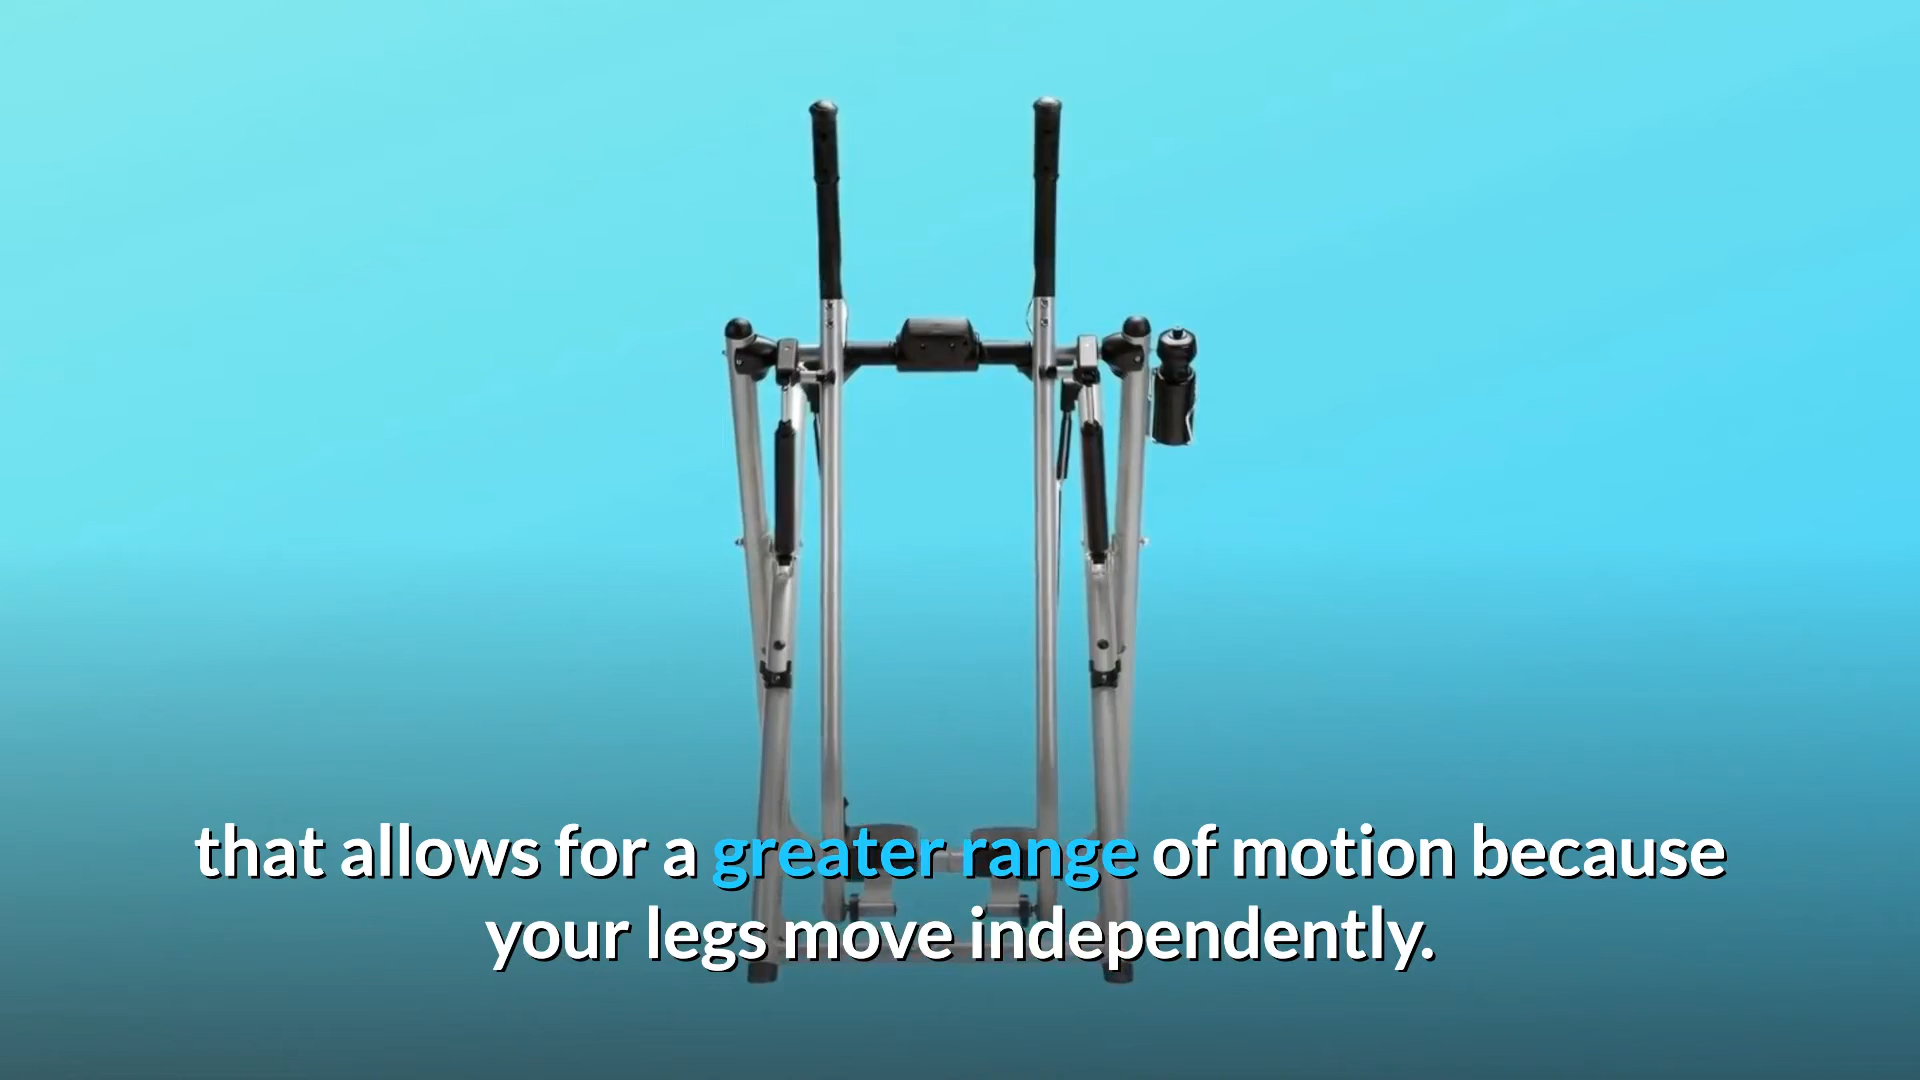 that allows for a greater range of motion because
your legs move independently.